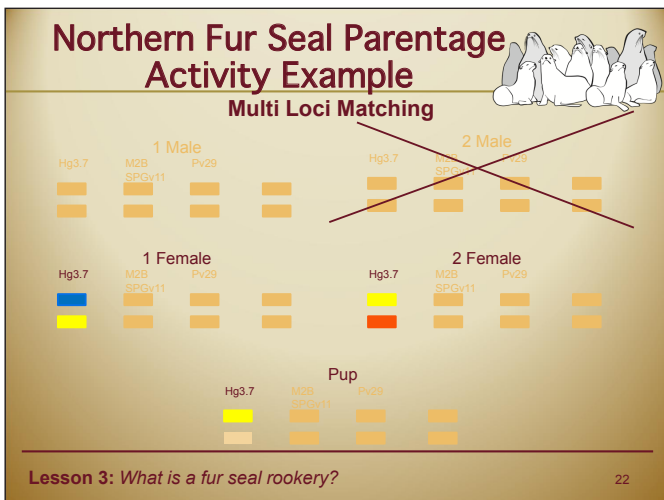 Northern Fur Seal Parentage
Activity Example
Multi Loci Matching
1 Male
Hg3.7 M2B Pv29
SPGv11
2 Male
Hg3.7 M2B Pv29
SPGv11
1 Female
Hg3.7 M2B Pv29
SPGv11
2 Female
Hg3.7 M2B Pv29
SPGv11
Pup
Hg3.7 M2B Pv29
SPGv11
Lesson 3: What is a fur seal rookery? 22